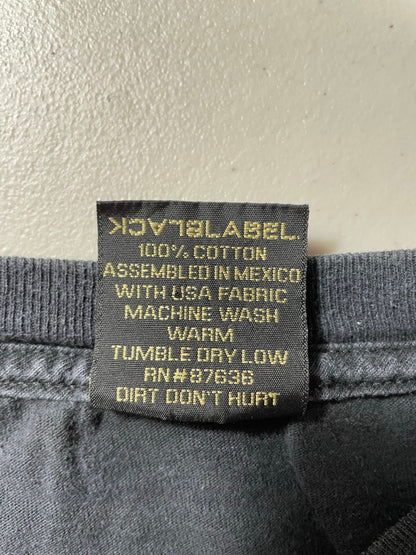 BLACKLABEL
100% COTTON
ASSEMBLED IN MEXICO
WITH USA FABRIC
MACHINE WASH
WARM
TUMBLE DRY LOW
RN#87636
DIRT DON'T HURT